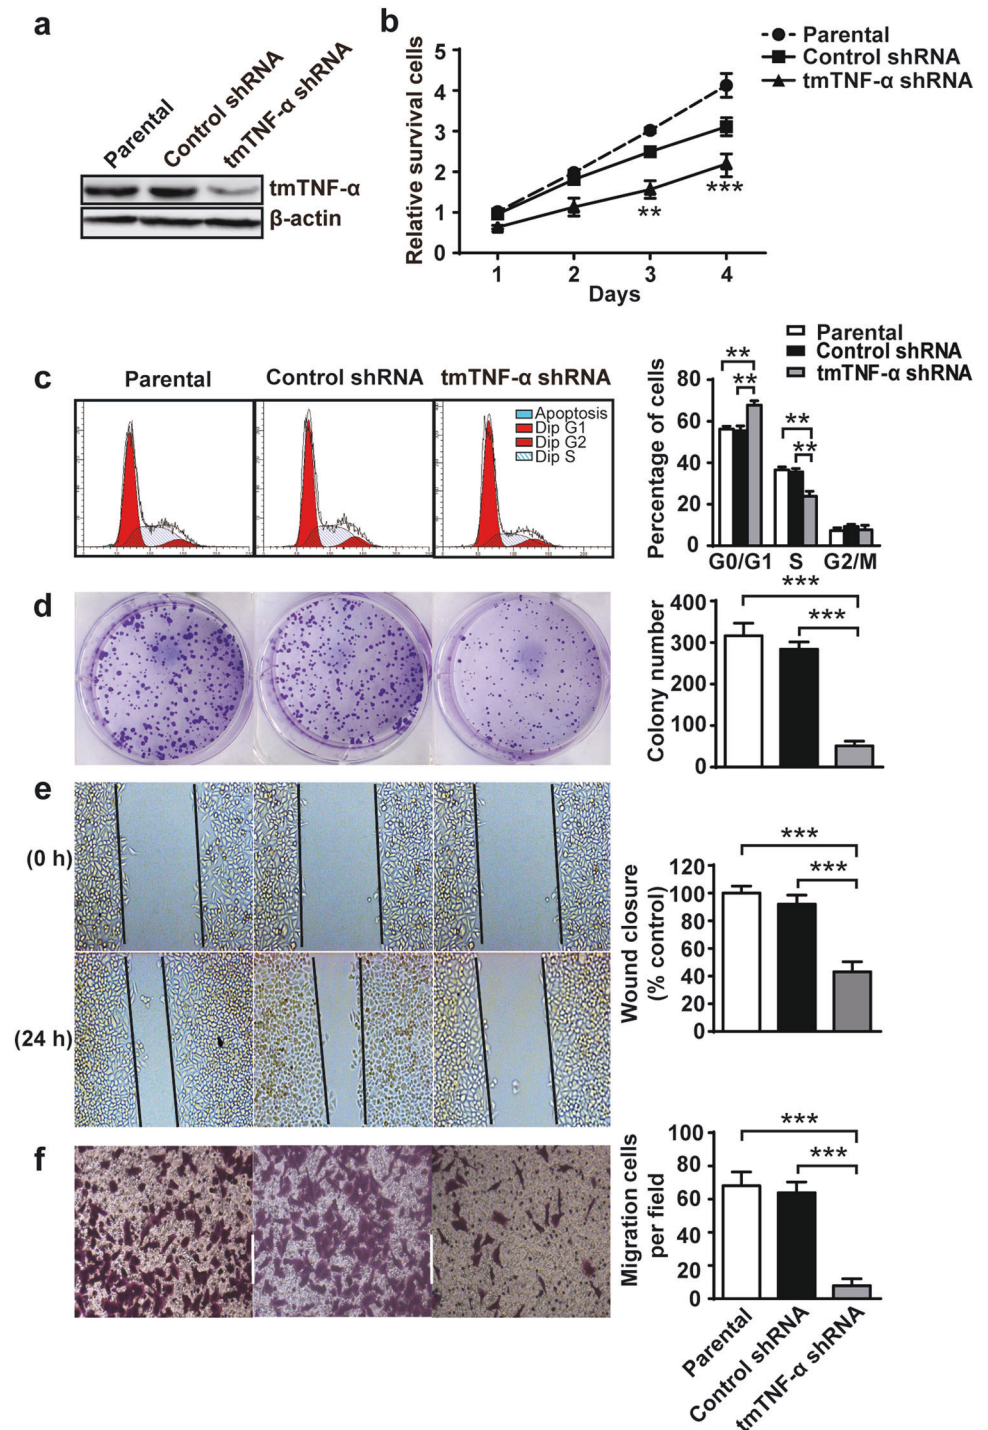 a
Parental
Control shRNA
tmTNF-α shRNA
tmTNF-α
β-actin
b
Relative survival cells
5
4
3
2
1
0
1 2 3 4
Days
** ***
Parental
Control shRNA
tmTNF-α shRNA
c
Parental Control shRNA tmTNF-α shRNA
Apoptosis
Dip G1
Dip G2
Dip S
Parental
Control shRNA
tmTNF-α shRNA
Percentage of cells
80
60
40
20
0
**
**
**
**
G0/G1 S G2/M
d
Colony number
400
300
200
100
0
***
***
e
(0 h)
(24 h)
Wound closure
(% control)
120
100
80
60
40
20
0
***
***
f
Migration cells
per field
100
80
60
40
20
0
***
***
Parental
Control shRNA
tmTNF-α shRNA